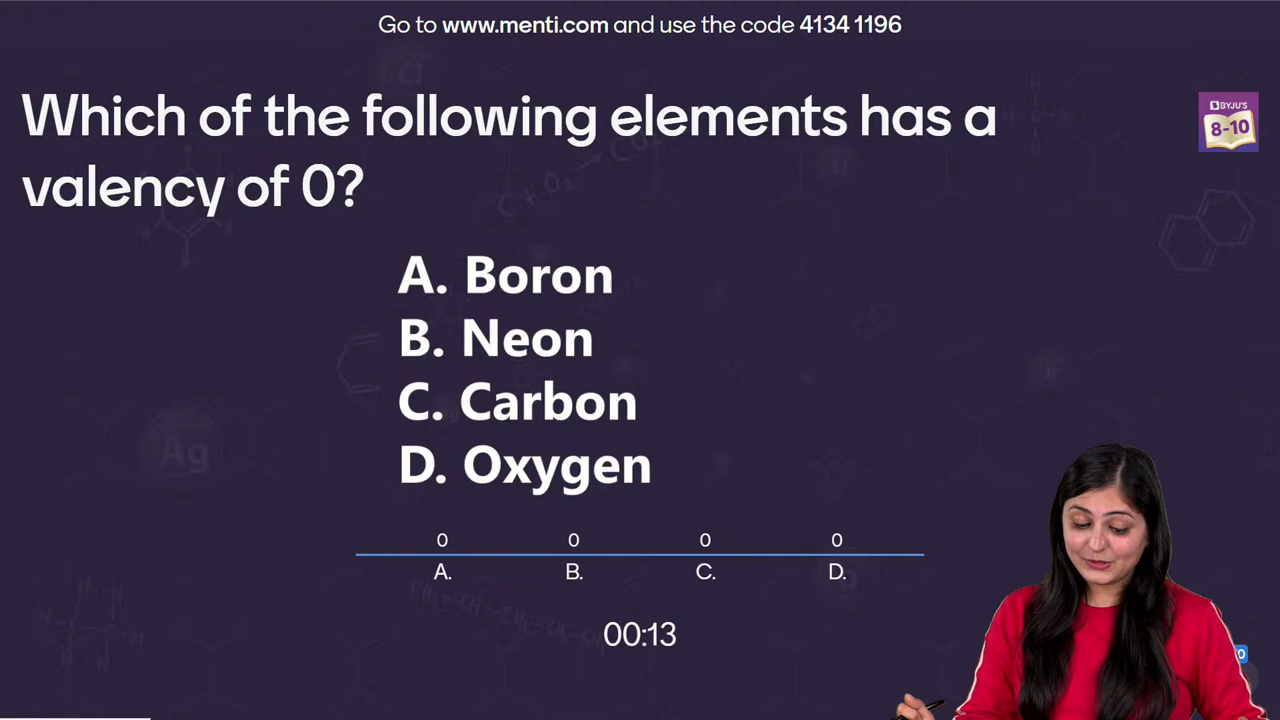 Go to www.menti.com and use the code 4134 1196
Which of the following elements has a
valency of 0?
BYJU'S
8-10
A. Boron
B. Neon
C. Carbon
D. Oxygen
0 0 0 0
A. B. C. D.
00:13
Ag